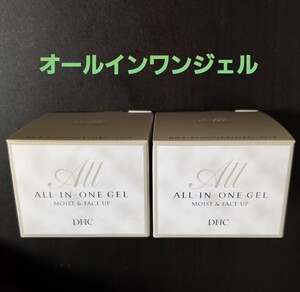 オールインワンジェル
All
ALL-IN-ONE GEL
MOIST & FACE UP
DHC
All
ALL-IN-ONE GEL
MOIST & FACE UP
DHC